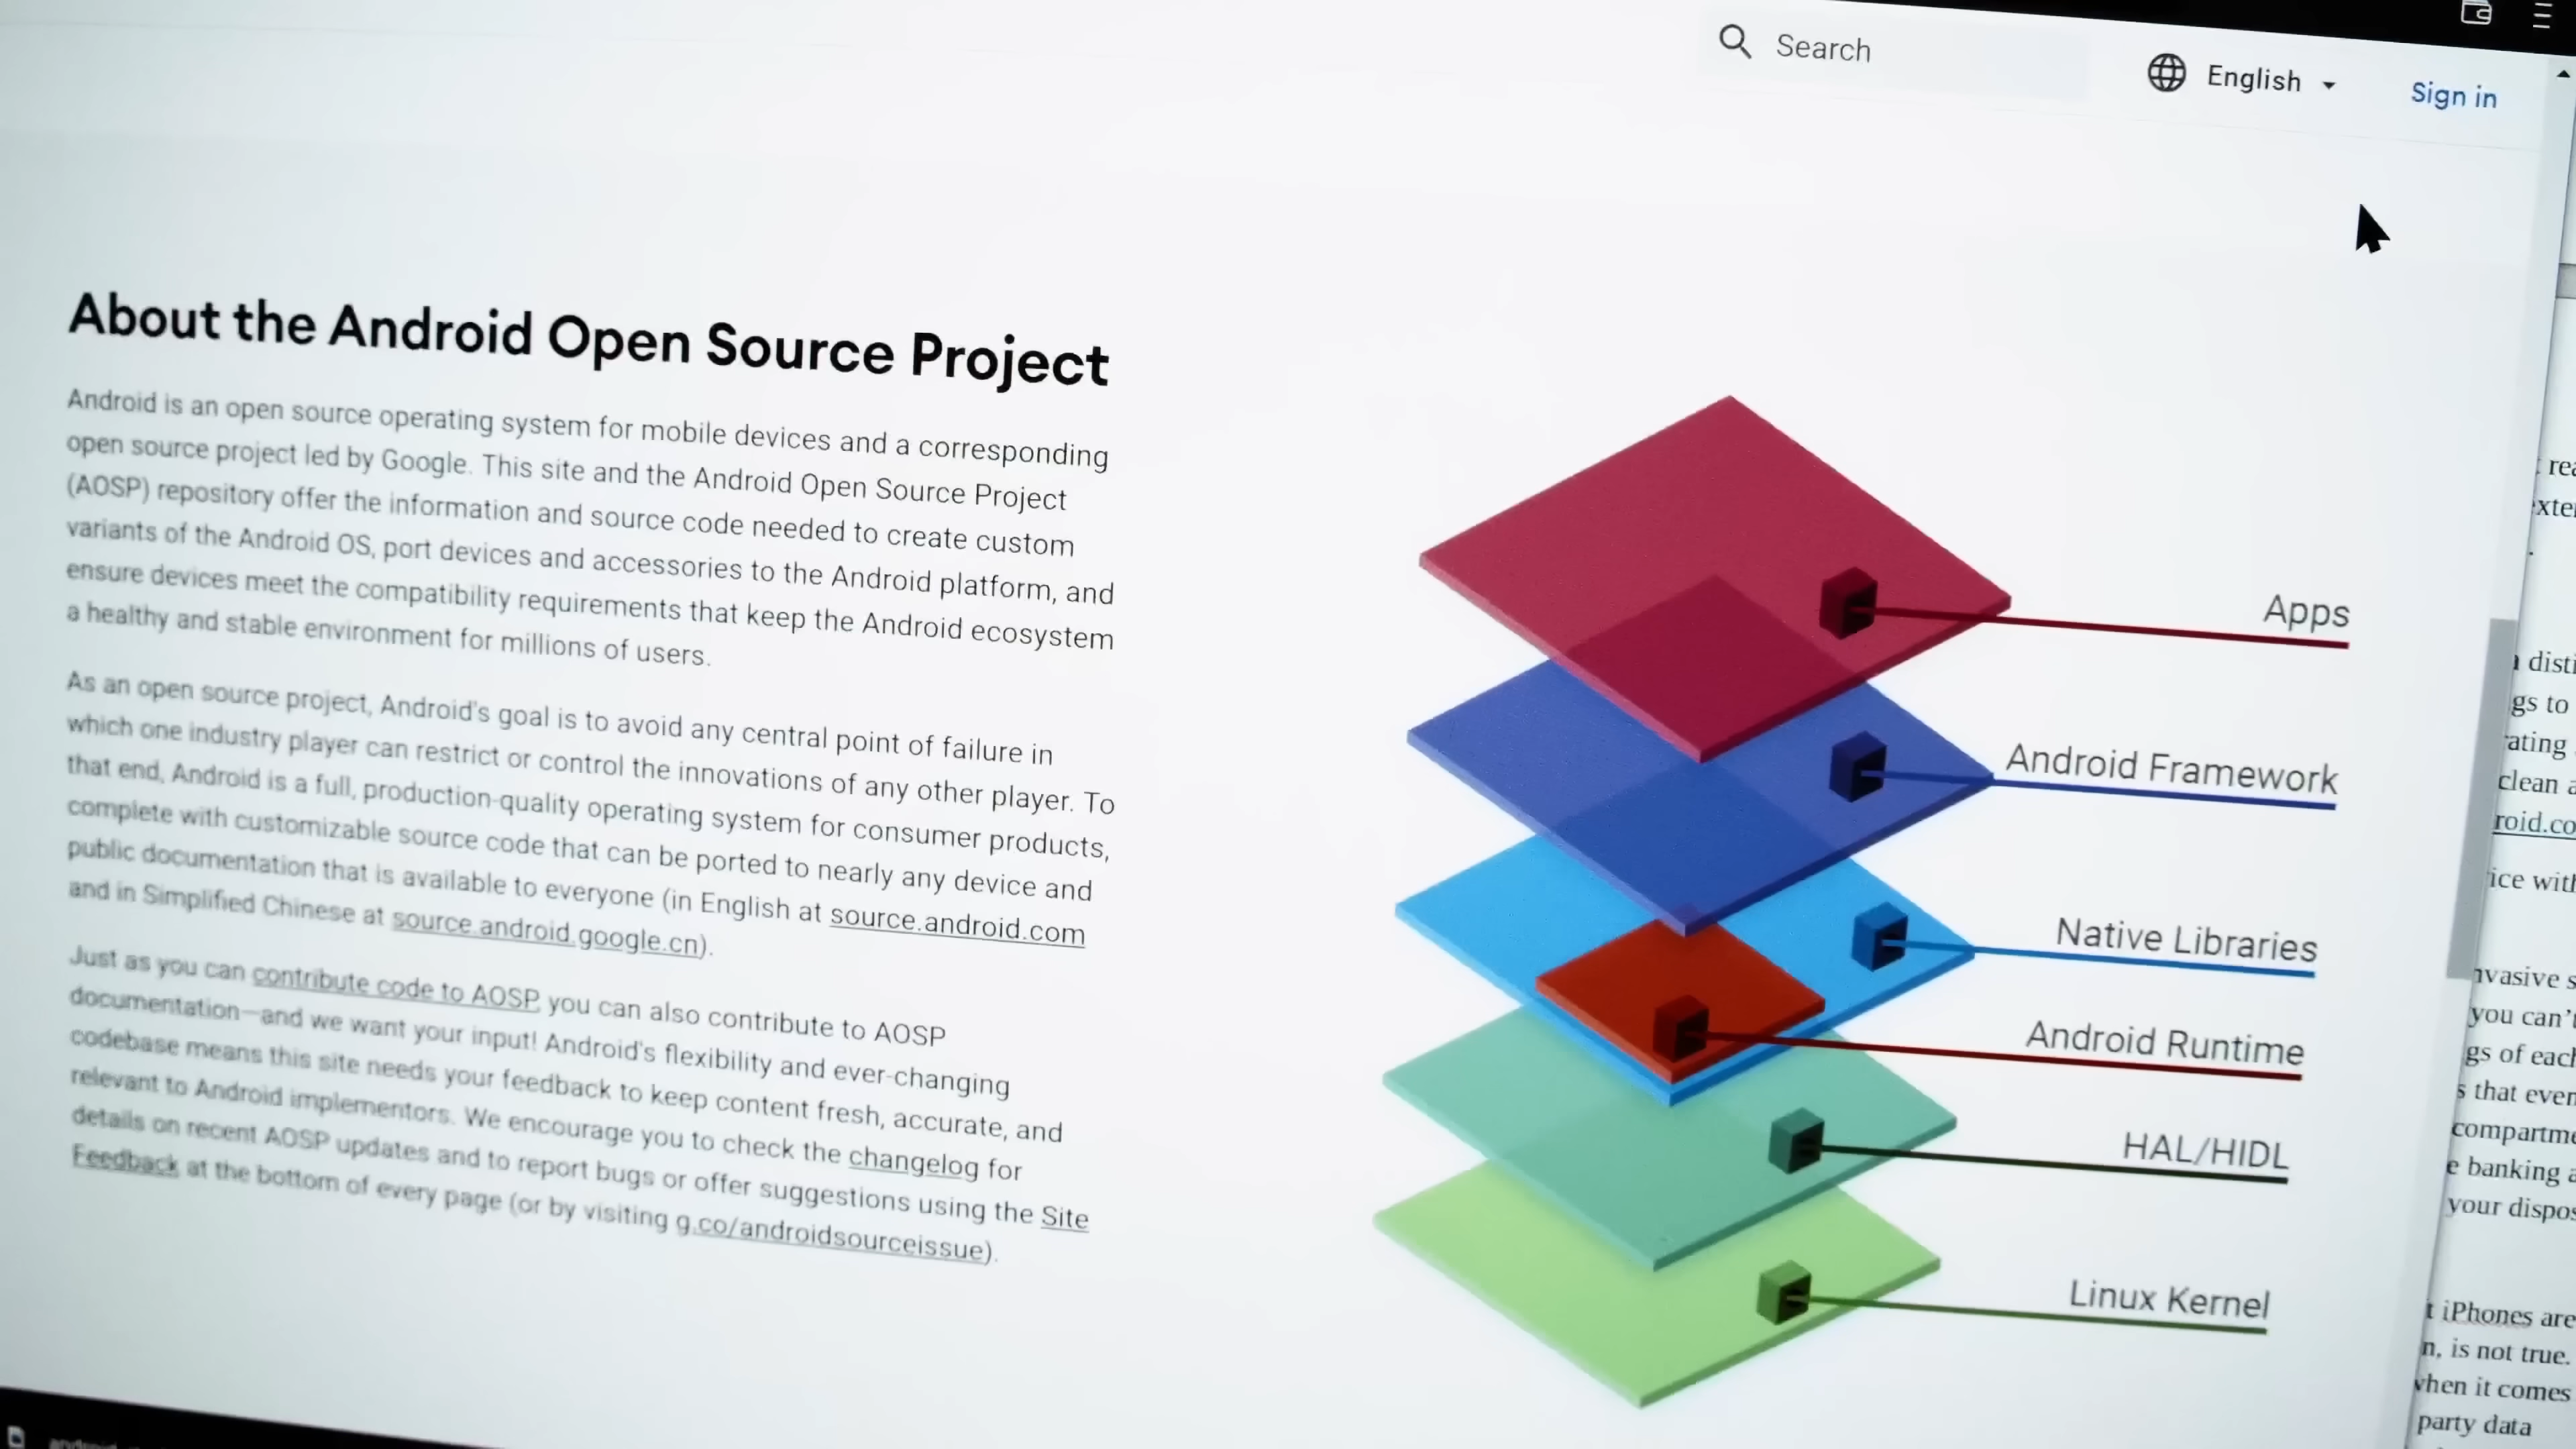 Search
English
Sign in
About the Android Open Source Project
Android is an open source operating system for mobile devices and a corresponding
open source project led by Google. This site and the Android Open Source Project
(AOSP) repository offer the information and source code needed to create custom
variants of the Android OS, port devices and accessories to the Android platform, and
ensure devices meet the compatibility requirements that keep the Android ecosystem
a healthy and stable environment for millions of users.
As an open source project, Android's goal is to avoid any central point of failure in
which one industry player can restrict or control the innovations of any other player. To
that end, Android is a full, production-quality operating system for consumer products,
complete with customizable source code that can be ported to nearly any device and
public documentation that is available to everyone (in English at source.android.com
and in Simplified Chinese at source.android.google.cn).
Just as you can contribute code to AOSP, you can also contribute to AOSP
documentation—and we want your input! Android's flexibility and ever-changing
codebase means this site needs your feedback to keep content fresh, accurate, and
relevant to Android implementors. We encourage you to check the changelog for
details on recent AOSP updates and to report bugs or offer suggestions using the Site
Feedback at the bottom of every page (or by visiting g.co/androidsourceissue).
Apps
Android Framework
Native Libraries
Android Runtime
HAL/HIDL
Linux Kernel
gs to
clean
with
you can't
gs of each
that
banking
your
iPhones are
is not true.
when it comes
party data